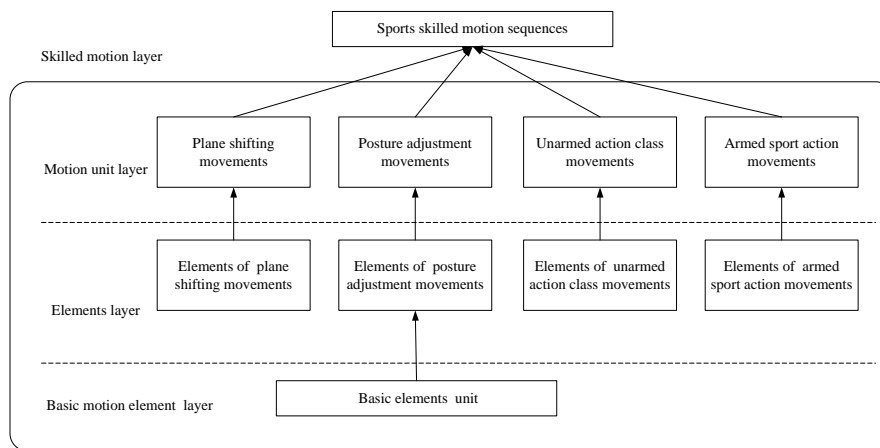 Sports skilled motion sequences
Skilled motion layer
Plane shifting
movements
Posture adjustment
movements
Unarmed action class
movements
Armed sport action
movements
Motion unit layer
Elements of plane
shifting movements
Elements of posture
adjustment movements
Elements of unarmed
action class movements
Elements of armed
sport action movements
Elements layer
Basic elements unit
Basic motion element layer